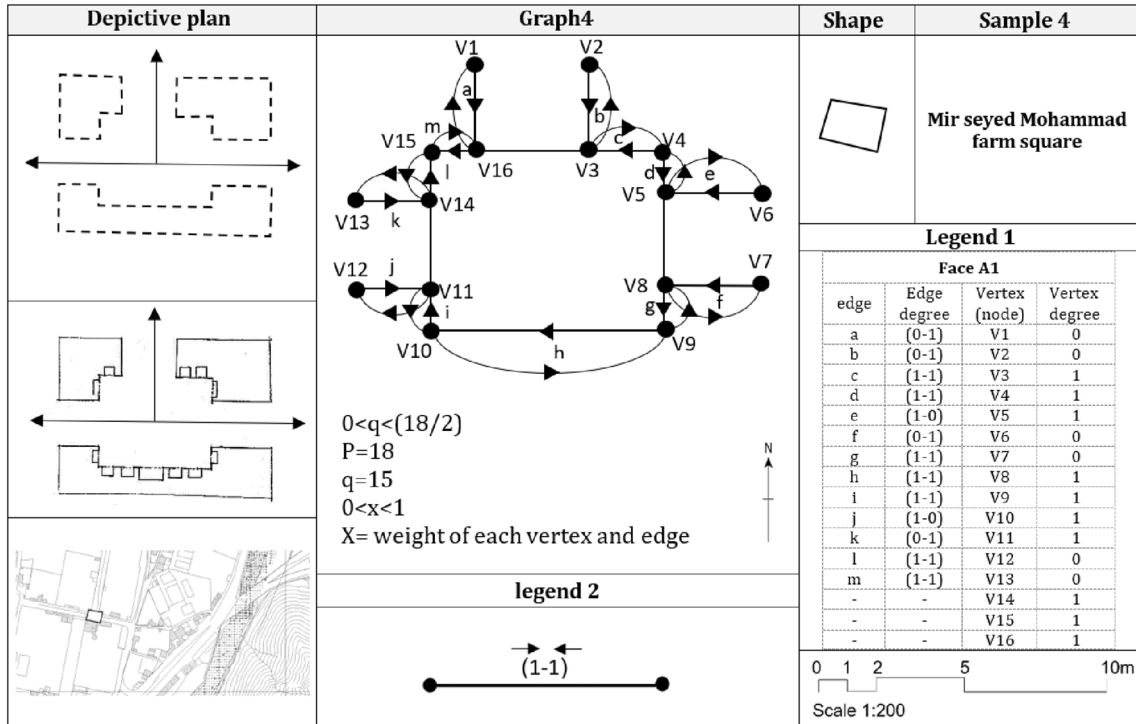 Depictive plan
Graph4
Shape
Sample 4
V1
V2
a
b
m
c
V15
V16
V3
V4
l
d
e
V5
V13
k
V14
V6
V12
j
V11
V8
V7
i
g
f
V10
h
V9
0<q<(18/2)
P=18
q=15
0<x<1
X= weight of each vertex and edge
N
legend 2
(1-1)
Mir seyed Mohammad
farm square
Legend 1
Face A1
edge Edge degree Vertex (node) Vertex degree
a (0-1) V1 0
b (0-1) V2 0
c (1-1) V3 1
d (1-1) V4 1
e (1-0) V5 1
f (0-1) V6 0
g (1-1) V7 0
h (1-1) V8 1
i (1-1) V9 1
j (1-0) V10 1
k (0-1) V11 1
l (1-1) V12 0
m (1-1) V13 0
- - V14 1
- - V15 1
- - V16 1
0 1 2 5 10m
Scale 1:200